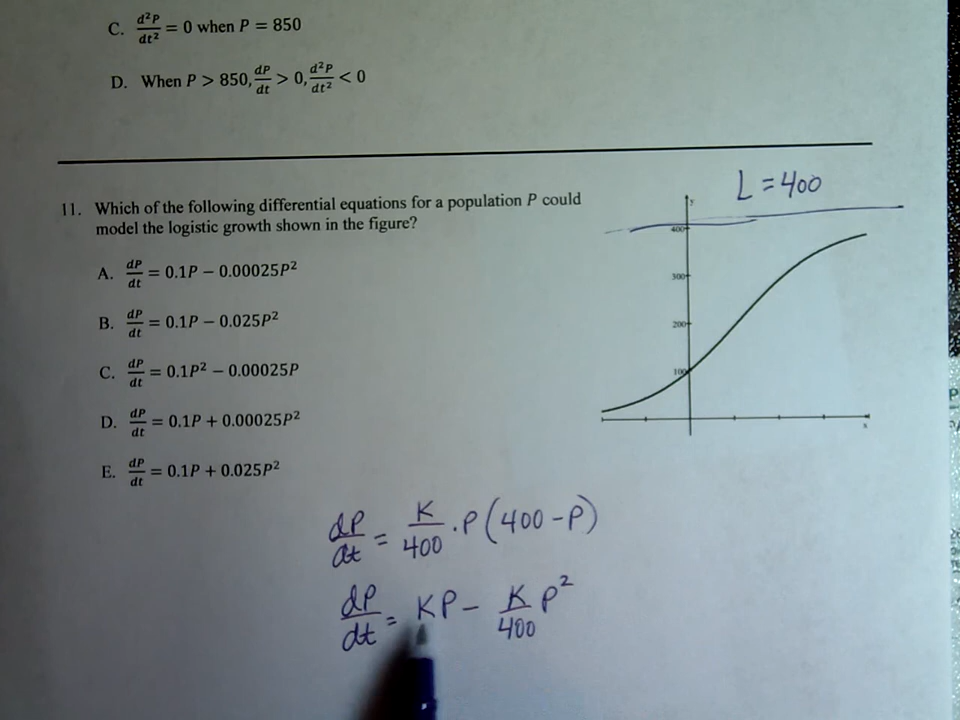 C. d²P/dt² = 0 when P = 850
D. When P > 850, dP/dt > 0, d²P/dt² < 0
L = 400
11. Which of the following differential equations for a population P could
model the logistic growth shown in the figure?
y
400
300
200
100
x
A. dP/dt = 0.1P − 0.00025P²
B. dP/dt = 0.1P − 0.025P²
C. dP/dt = 0.1P² − 0.00025P
D. dP/dt = 0.1P + 0.00025P²
E. dP/dt = 0.1P + 0.025P²
dP/dt = K/400 · P(400 − P)
dP/dt = KP − K/400 P²